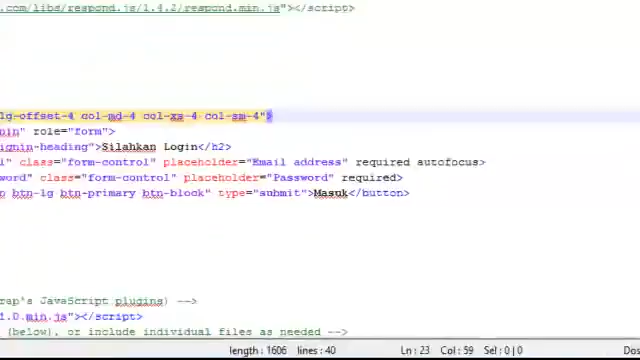 .com/libs/respond.js/1.4.2/respond.min.js"></script>
lg-offset-4 col-md-4 col-xs-4 col-sm-4">
nin" role="form">
ignin-heading">Silahkan Login</h2>
l" class="form-control" placeholder="Email address" required autofocus>
word" class="form-control" placeholder="Password" required>
n btn-lg btn-primary btn-block" type="submit">Masuk</button>
rap's JavaScript plugins) -->
1.0.min.js"></script>
(below), or include individual files as needed -->
length : 1606 lines : 40 Ln : 23 Col : 59 Sel : 0 | 0 Dos